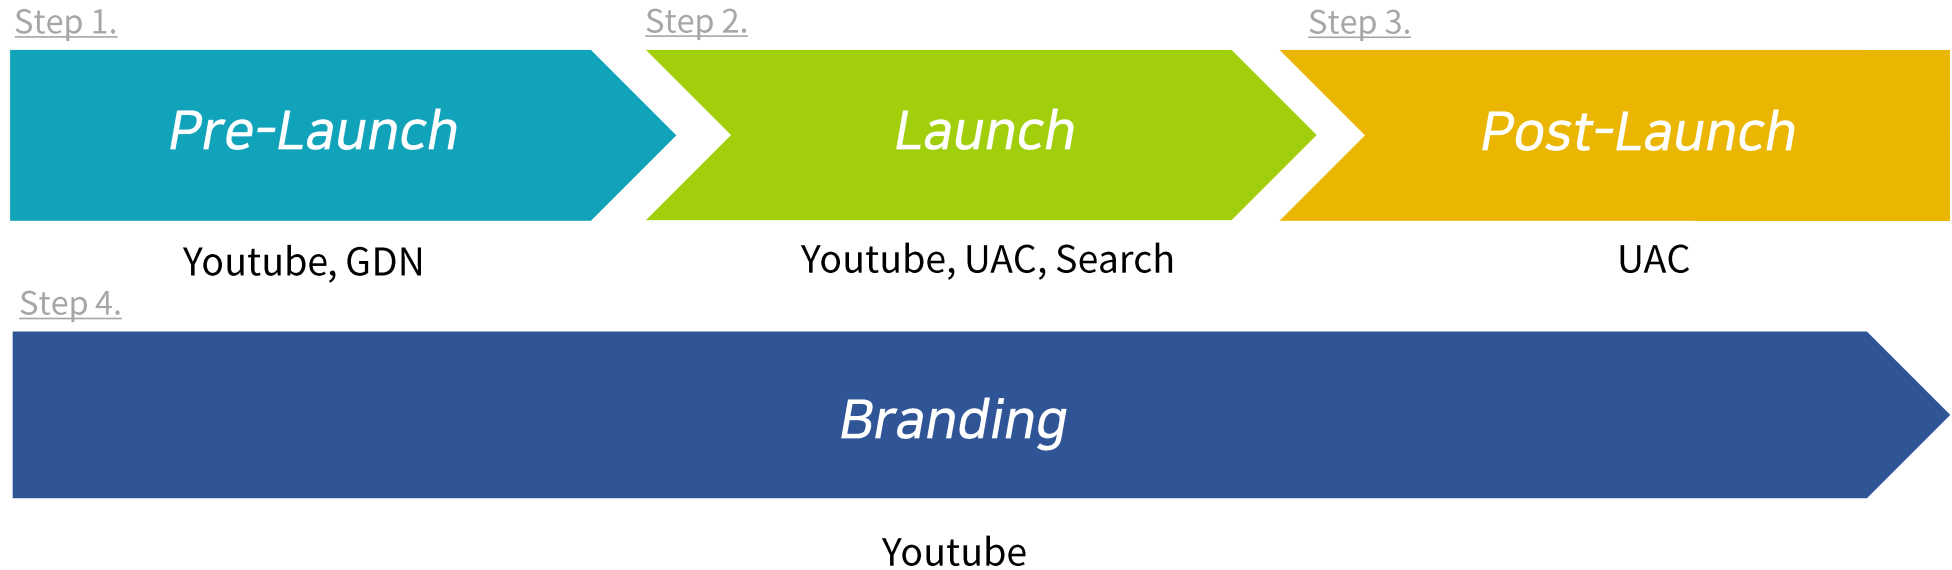 Step 1.
Step 2.
Step 3.
Pre-Launch
Launch
Post-Launch
Youtube, GDN
Youtube, UAC, Search
UAC
Step 4.
Branding
Youtube